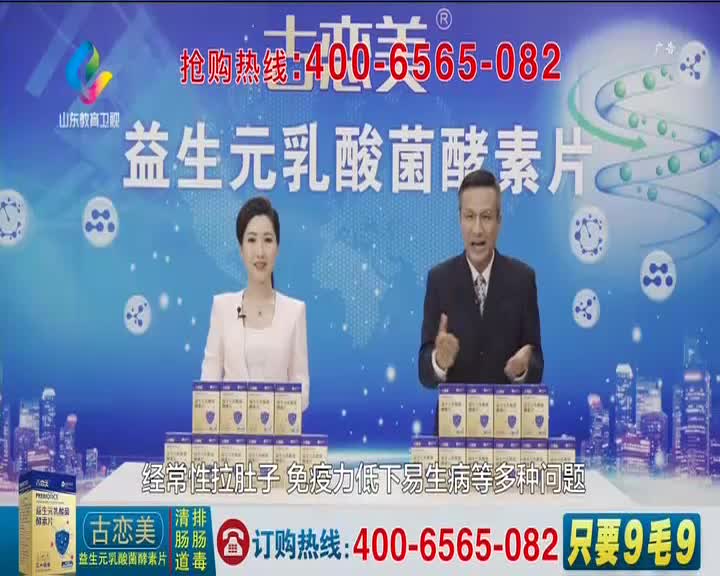 古恋美®
抢购热线:400-6565-082
广告
山东教育卫视
益生元乳酸菌酵素片
经常性拉肚子 免疫力低下易生病等多种问题
PREBIOTICS
益生元乳酸菌
酵素片
古恋美
益生元乳酸菌酵素片
清肠道
排肠毒
订购热线:400-6565-082
只要9毛9